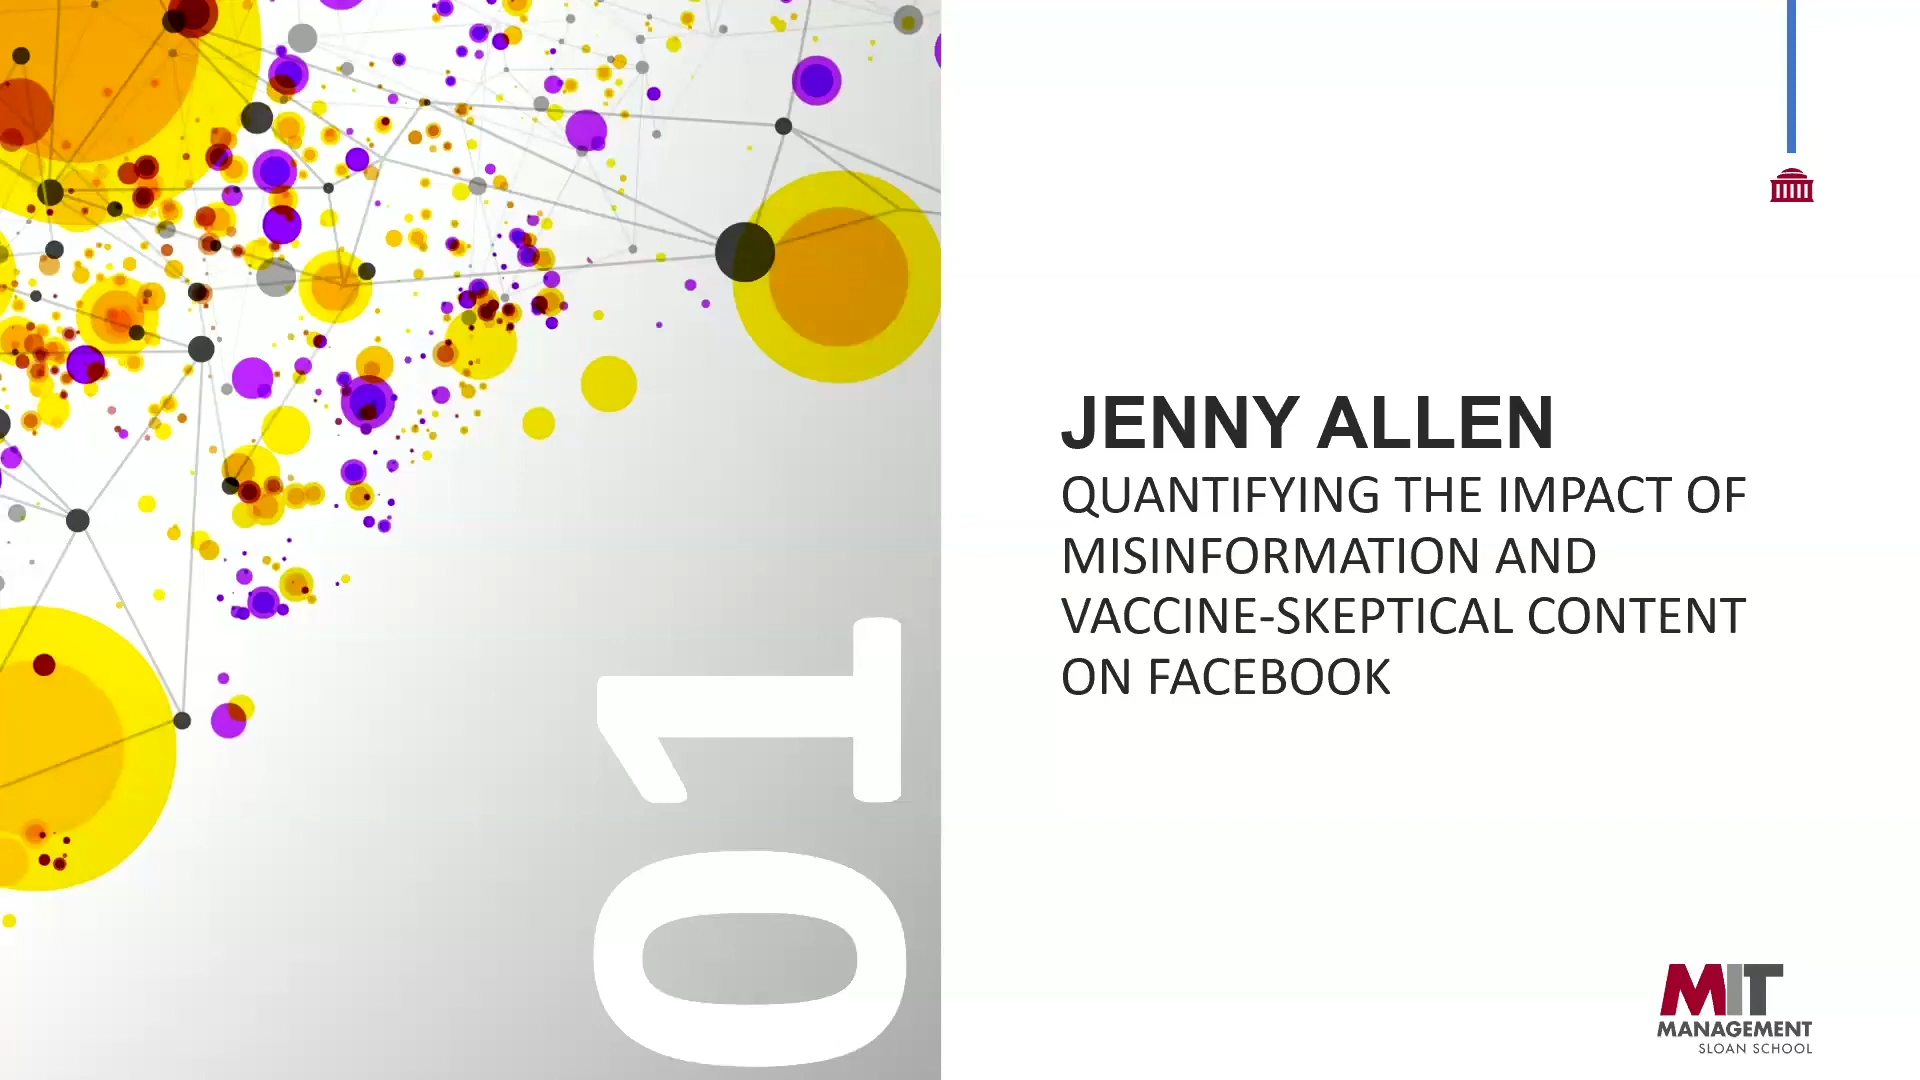 01
JENNY ALLEN
QUANTIFYING THE IMPACT OF
MISINFORMATION AND
VACCINE-SKEPTICAL CONTENT
ON FACEBOOK
MIT
MANAGEMENT
SLOAN SCHOOL